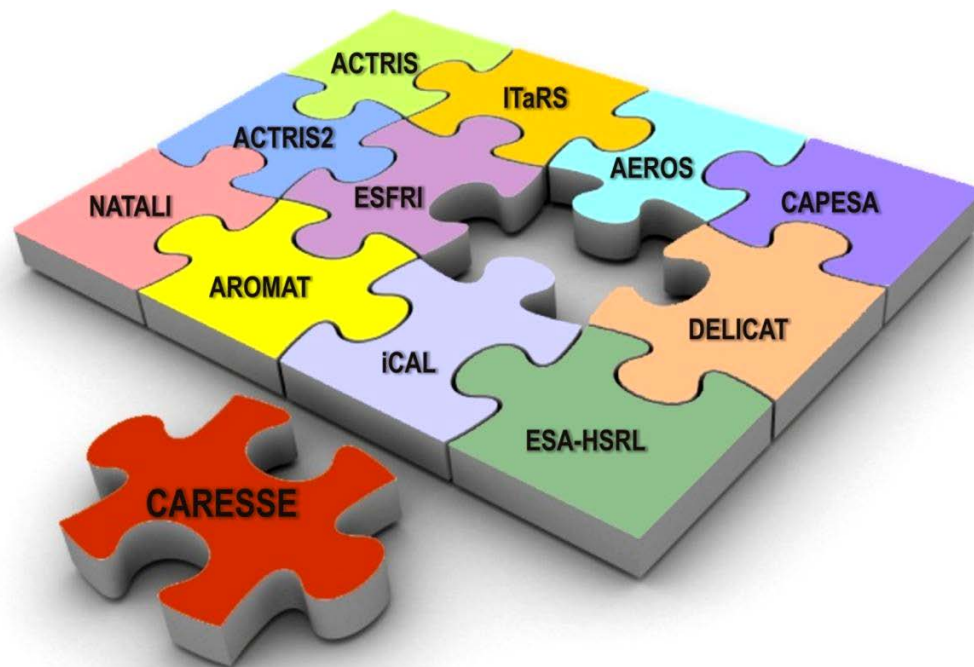 ACTRIS
ITaRS
ACTRIS2
AEROS
ESFRI
NATALI
CAPESA
AROMAT
DELICAT
iCAL
ESA-HSRL
CARESSE